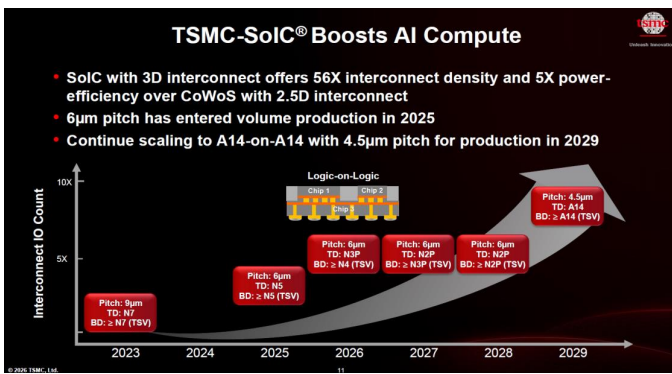 TSMC-SoIC® Boosts AI Compute
tsmc
Unleash Innovation
• SoIC with 3D interconnect offers 56X interconnect density and 5X power-
efficiency over CoWoS with 2.5D interconnect
• 6µm pitch has entered volume production in 2025
• Continue scaling to A14-on-A14 with 4.5µm pitch for production in 2029
Interconnect IO Count
10X
5X
Logic-on-Logic
Chip 1
Chip 2
Chip 3
Pitch: 9µm
TD: N7
BD: ≥ N7 (TSV)
Pitch: 6µm
TD: N5
BD: ≥ N5 (TSV)
Pitch: 6µm
TD: N3P
BD: ≥ N4 (TSV)
Pitch: 6µm
TD: N2P
BD: ≥ N3P (TSV)
Pitch: 6µm
TD: N2P
BD: ≥ N2P (TSV)
Pitch: 4.5µm
TD: A14
BD: ≥ A14 (TSV)
2023
2024
2025
2026
2027
2028
2029
© 2026 TSMC, Ltd.
11